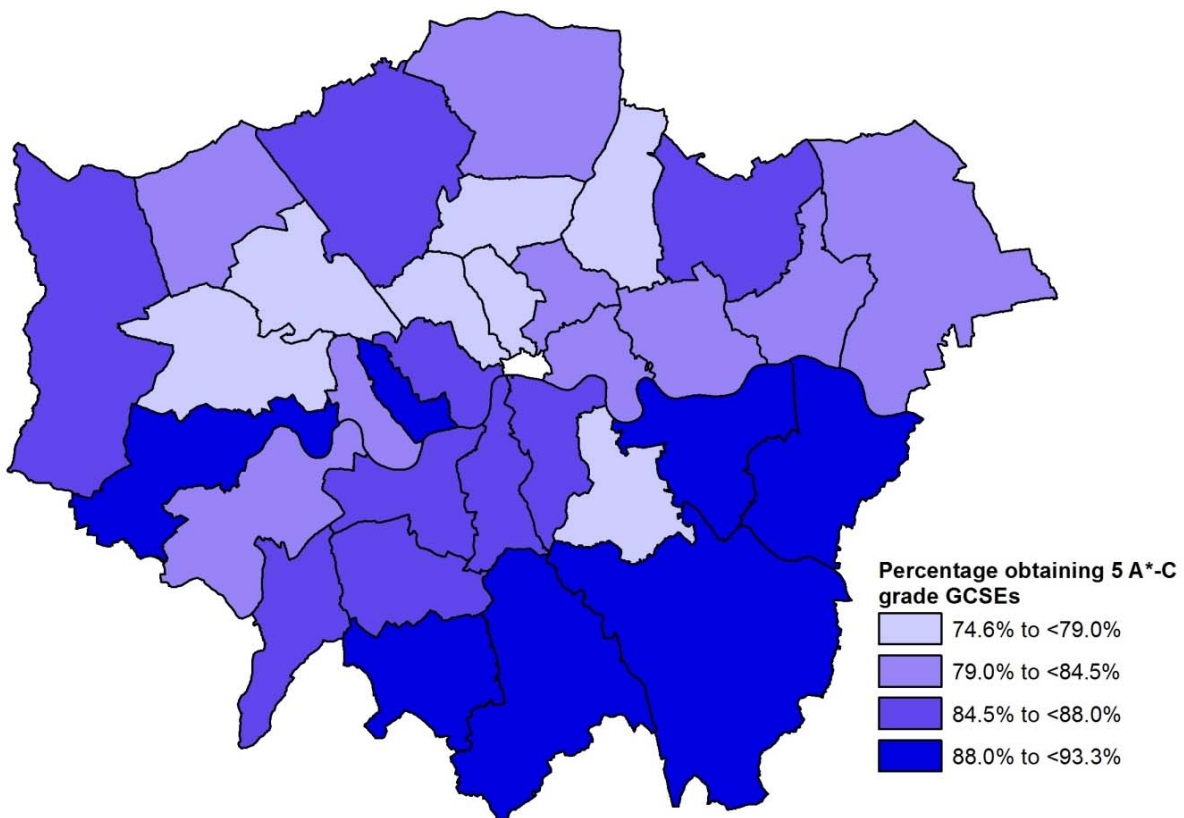 Percentage obtaining 5 A*-C
grade GCSEs
74.6% to <79.0%
79.0% to <84.5%
84.5% to <88.0%
88.0% to <93.3%